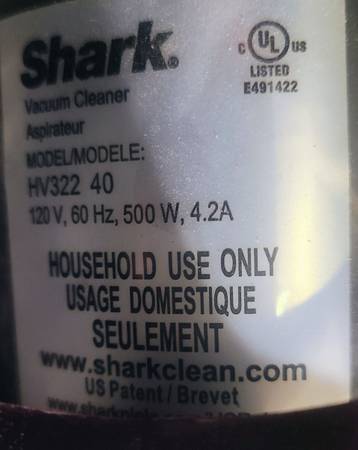 Shark.
C UL US
LISTED
E491422
Vacuum Cleaner
Aspirateur
MODEL/MODELE:
HV322 40
120 V, 60 Hz, 500 W, 4.2A
HOUSEHOLD USE ONLY
USAGE DOMESTIQUE
SEULEMENT
www.sharkclean.com
US Patent / Brevet